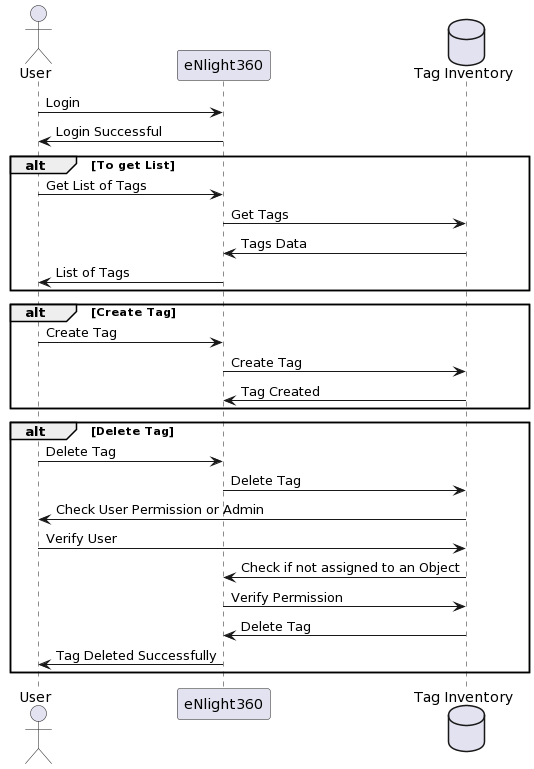 User
eNlight360
Tag Inventory
Login
Login Successful
alt [To get List]
Get List of Tags
Get Tags
Tags Data
List of Tags
alt [Create Tag]
Create Tag
Create Tag
Tag Created
alt [Delete Tag]
Delete Tag
Delete Tag
Check User Permission or Admin
Verify User
Check if not assigned to an Object
Verify Permission
Delete Tag
Tag Deleted Successfully
User
eNlight360
Tag Inventory